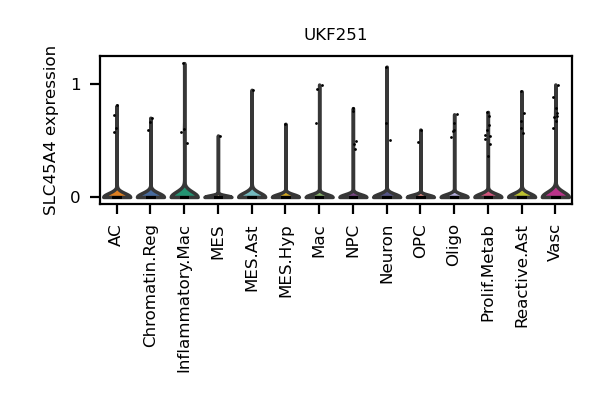 UKF251
SLC45A4 expression
1
0
AC
Chromatin.Reg
Inflammatory.Mac
MES
MES.Ast
MES.Hyp
Mac
NPC
Neuron
OPC
Oligo
Prolif.Metab
Reactive.Ast
Vasc